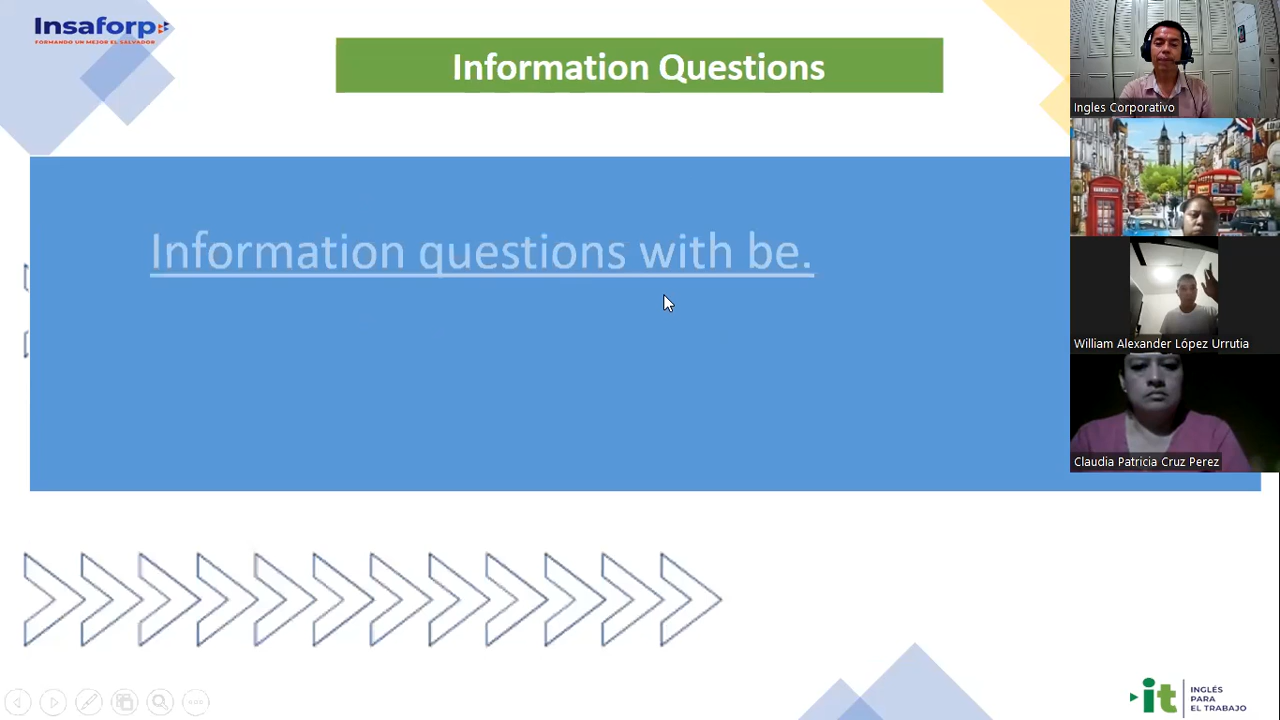 Insaforp
FORMANDO UN MEJOR EL SALVADOR
nformation Questions
Information questions with be.
Ingles Corporativo
William Alexander López Urrutia
Claudia Patricia Cruz Perez
it
INGLÉS
PARA
EL TRABAJO